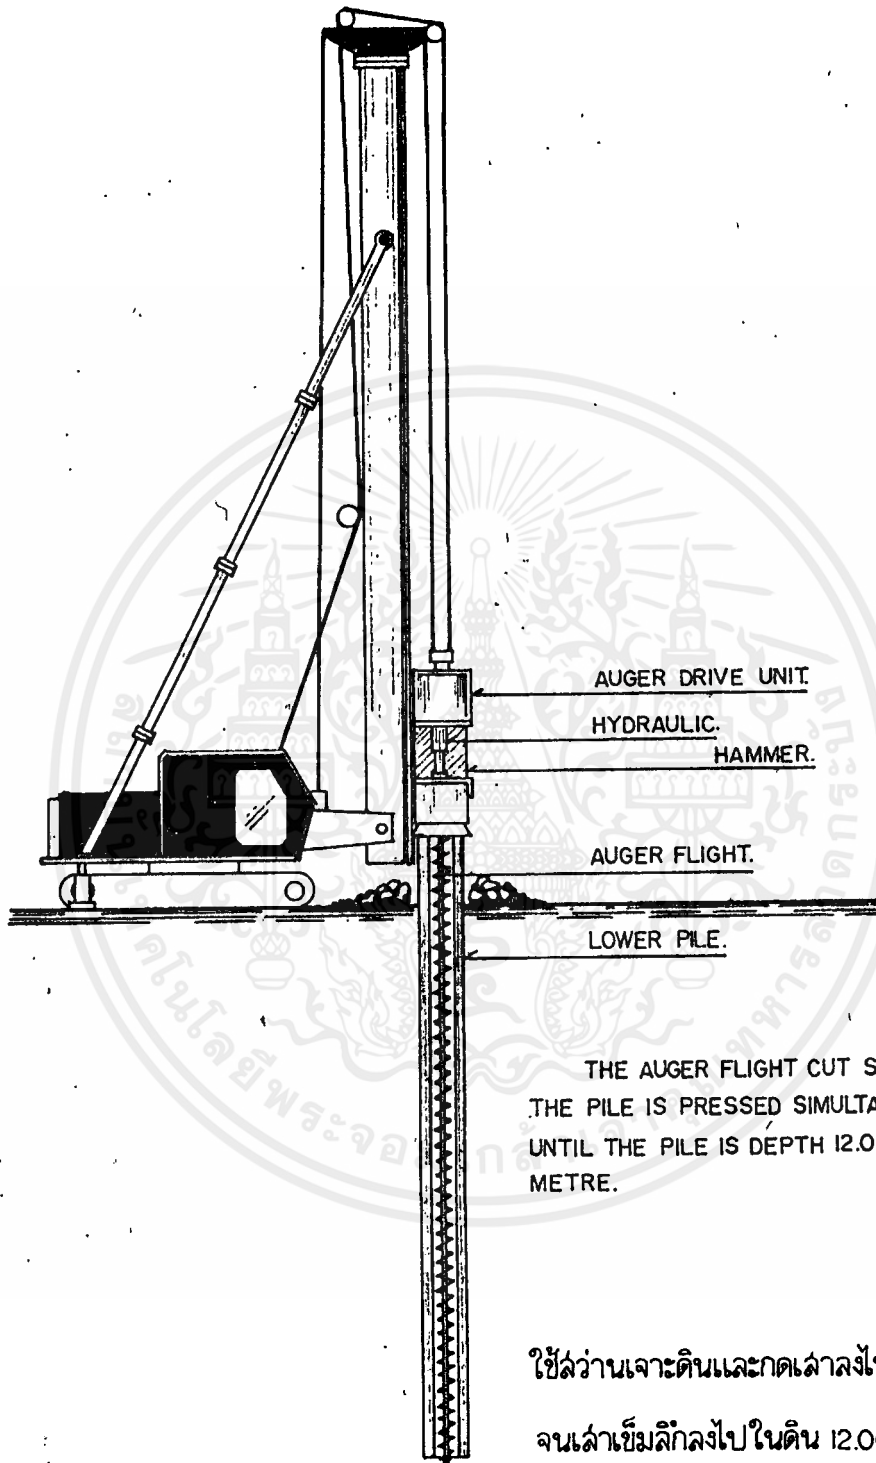 AUGER DRIVE UNIT.
HYDRAULIC.
HAMMER.
AUGER FLIGHT.
LOWER PILE.
THE AUGER FLIGHT CUT
THE PILE IS PRESSED
UNTIL THE PILE IS DEPTH
METRE.
ใช้สว่านเจาะดินและกดเสาลง
จนเสาเข็มลึกลงไปในดิน